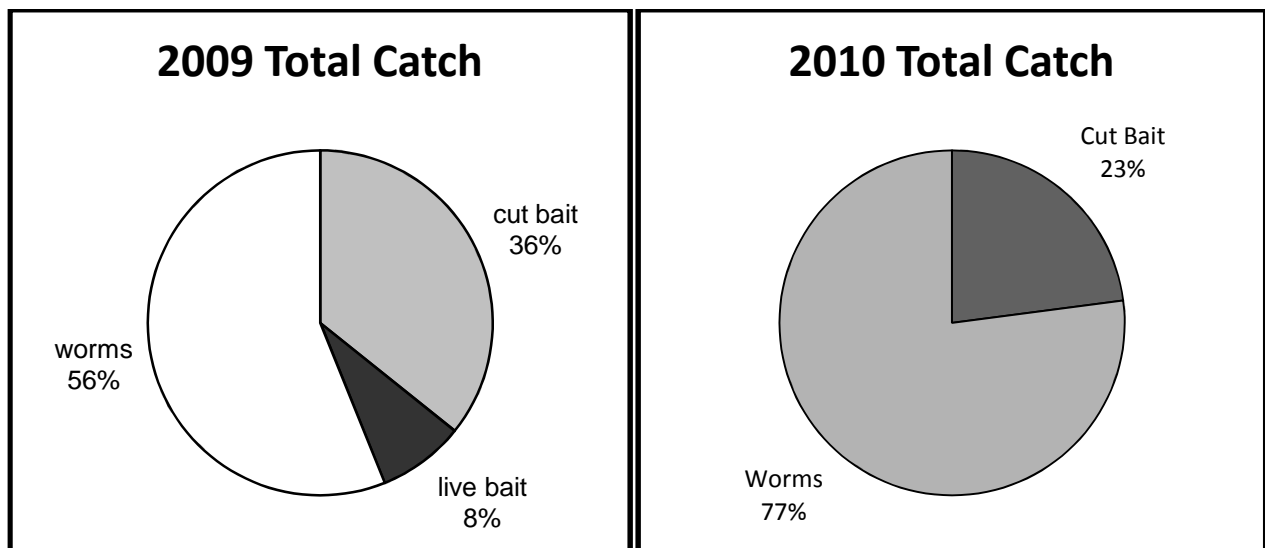 2009 Total Catch
cut bait
36%
worms
56%
live bait
8%
2010 Total Catch
Cut Bait
23%
Worms
77%